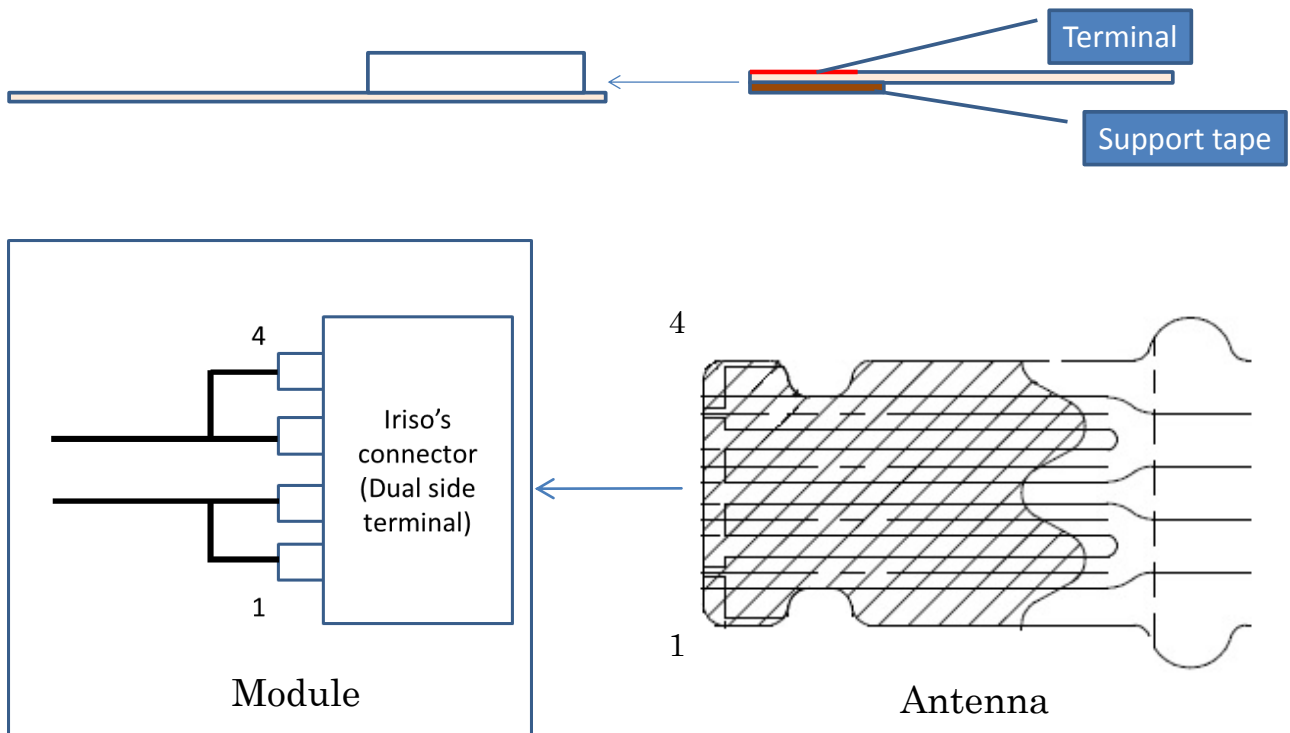 Terminal
Support tape
4
4
Iriso's
connector
(Dual side
terminal)
1
1
Module
Antenna